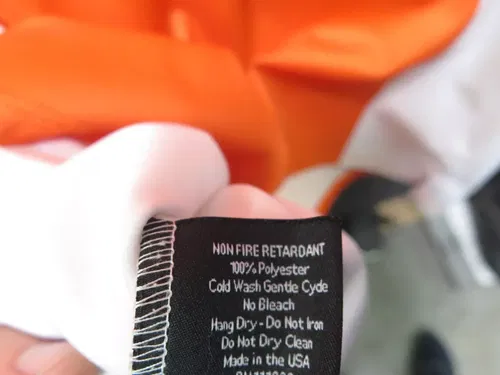 NON FIRE RETARDANT
100% Polyester
Cold Wash Gentle Cycle
No Bleach
Hang Dry - Do Not Iron
Do Not Dry Clean
Made in the USA